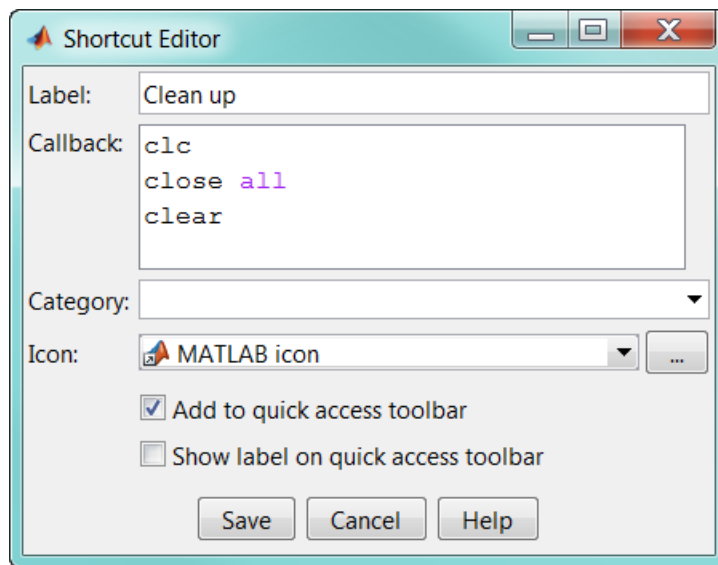 Shortcut Editor
Label: Clean up
Callback: clc
close all
clear
Category:
Icon: MATLAB icon ...
Add to quick access toolbar
Show label on quick access toolbar
Save Cancel Help